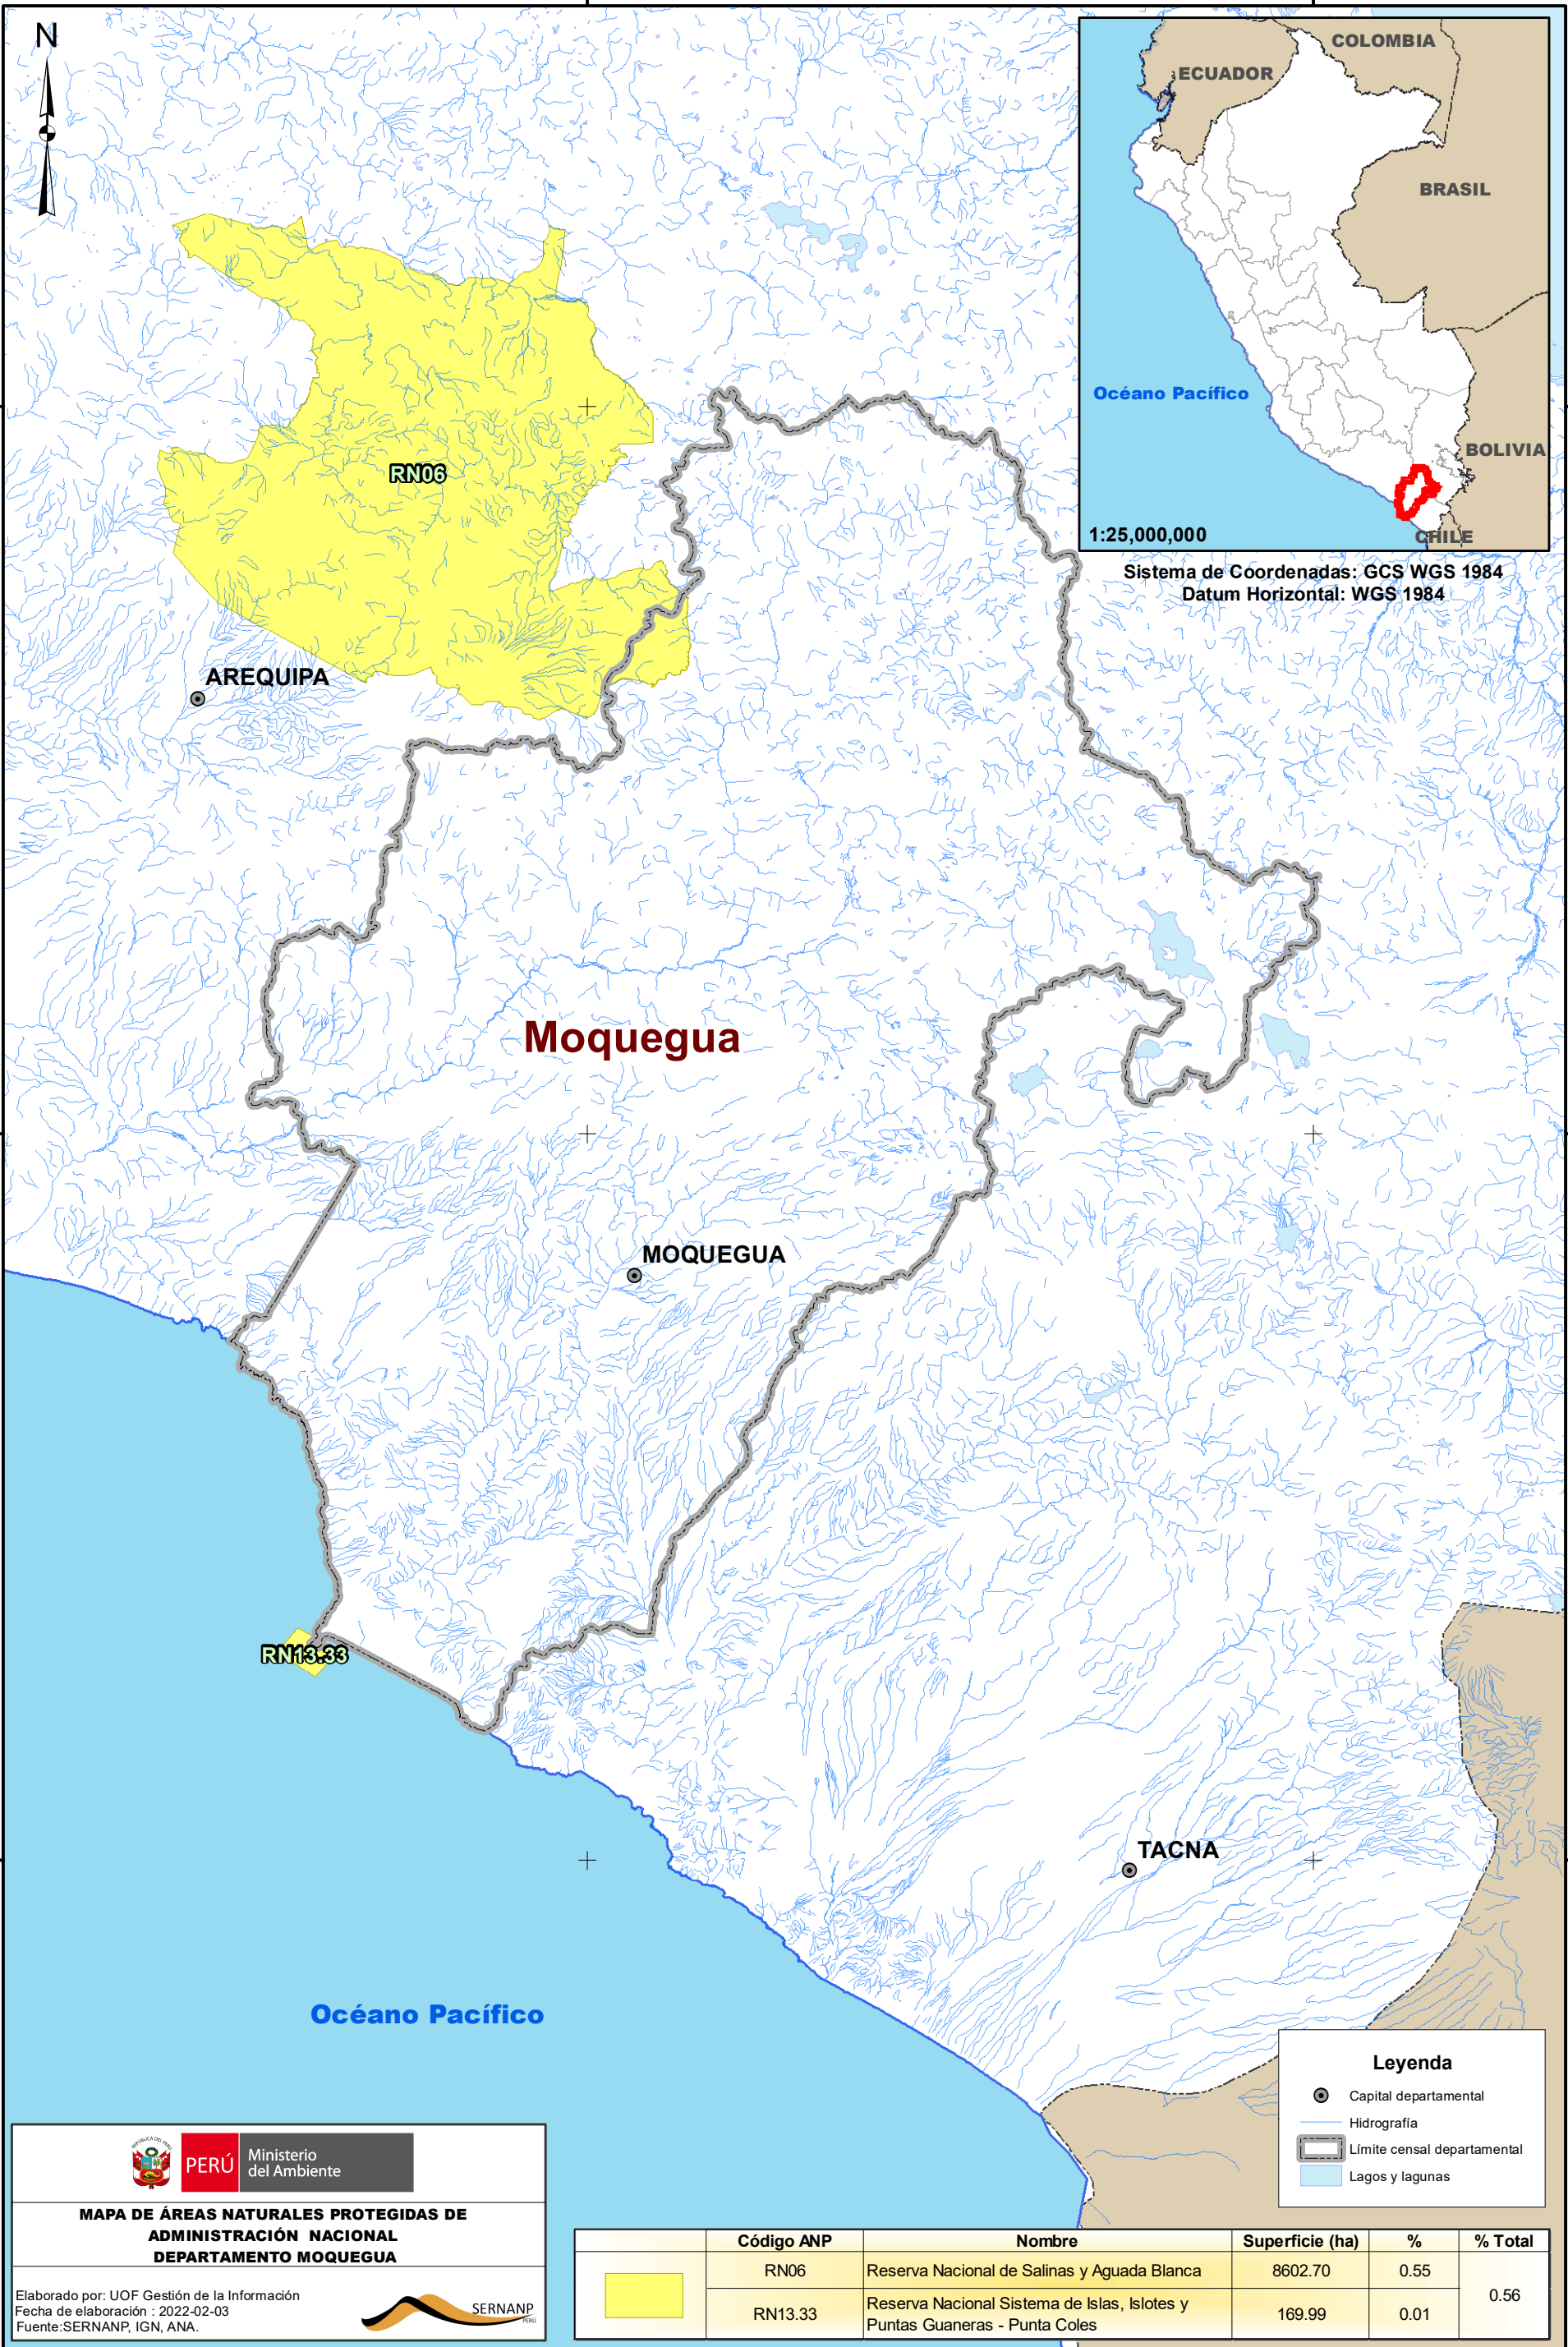 N
COLOMBIA
ECUADOR
BRASIL
Océano Pacífico
BOLIVIA
1:25,000,000
CHILE
Sistema de Coordenadas: GCS WGS 1984
Datum Horizontal: WGS 1984
RN06
AREQUIPA
Moquegua
MOQUEGUA
RN13.33
TACNA
Océano Pacífico
Leyenda
Capital departamental
Hidrografía
Límite censal departamental
Lagos y lagunas
REPÚBLICA DEL PERÚ
PERÚ
Ministerio
del Ambiente
MAPA DE ÁREAS NATURALES PROTEGIDAS DE
ADMINISTRACIÓN NACIONAL
DEPARTAMENTO MOQUEGUA
Elaborado por: UOF Gestión de la Información
Fecha de elaboración : 2022-02-03
Fuente:SERNANP, IGN, ANA.
SERNANP
PERÚ
Código ANP Nombre Superficie (ha) % % Total
RN06 Reserva Nacional de Salinas y Aguada Blanca 8602.70 0.55
0.56
RN13.33 Reserva Nacional Sistema de Islas, Islotes y
Puntas Guaneras - Punta Coles 169.99 0.01